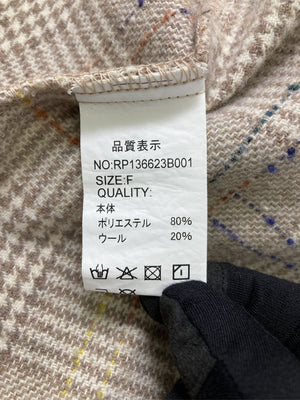 品質表示
NO:RP136623B001
SIZE:F
QUALITY:
本体
ポリエステル 80%
ウール 20%